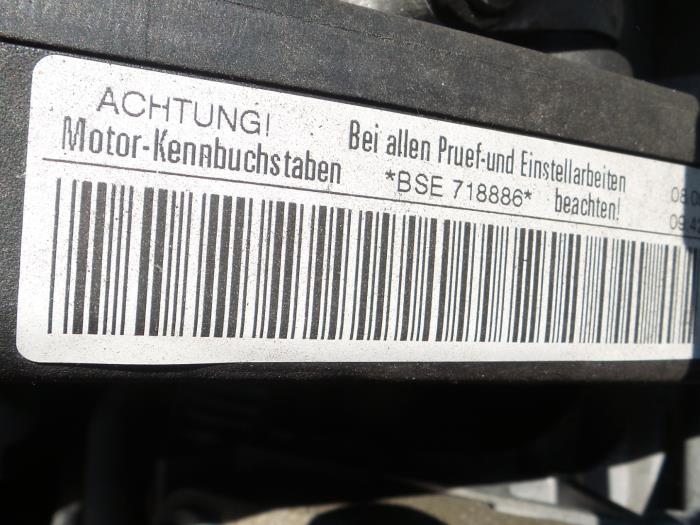 ACHTUNG! Bei allen Pruef-und Einstellarbeiten
Motor-Kennbuchstaben *BSE 718886* beachten!